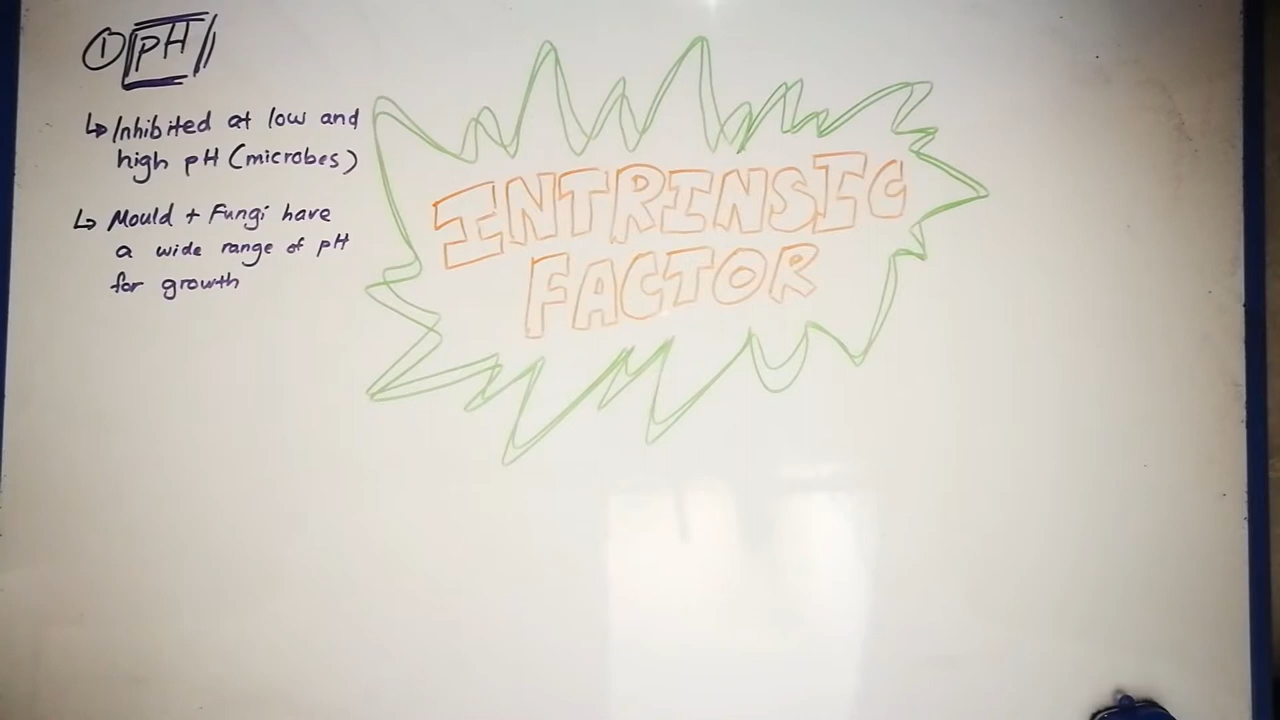 ① pH
↳ Inhibited at low and
high pH (microbes)
↳ Mould + Fungi have
a wide range of pH
for growth
INTRINSIC
FACTOR